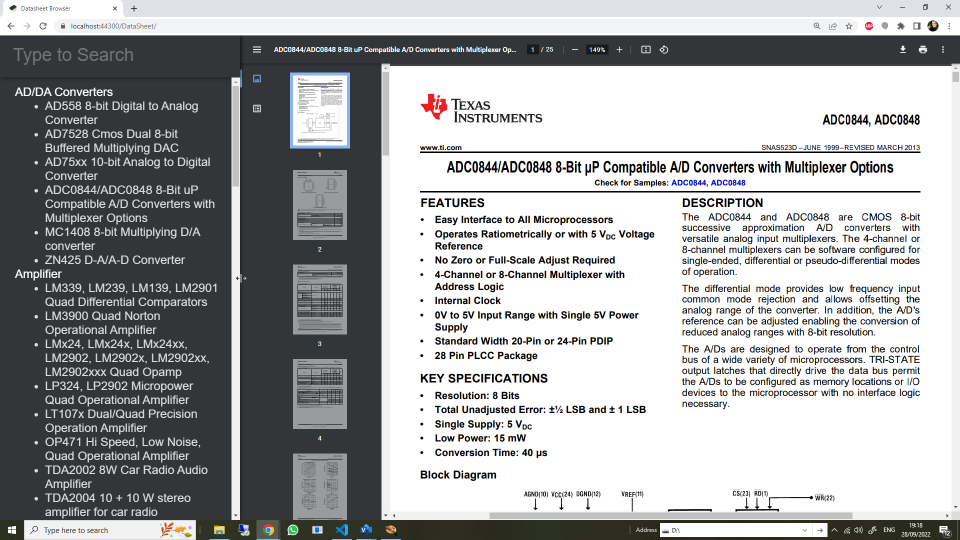 Datasheet Browser
localhost:44300/DataSheet/
Type to Search
AD/DA Converters
AD558 8-bit Digital to Analog
Converter
AD7528 Cmos Dual 8-bit
Buffered Multiplying DAC
AD75xx 10-bit Analog to Digital
Converter
ADC0844/ADC0848 8-Bit uP
Compatible A/D Converters with
Multiplexer Options
MC1408 8-bit Multiplying D/A
converter
ZN425 D-A/A-D Converter
Amplifier
LM339, LM239, LM139, LM2901
Quad Differential Comparators
LM3900 Quad Norton
Operational Amplifier
LMx24, LMx24x, LMx24xx,
LM2902, LM2902x, LM2902xx,
LM2902xxx Quad Opamp
LP324, LP2902 Micropower
Quad Operational Amplifier
LT107x Dual/Quad Precision
Operation Amplifier
OP471 Hi Speed, Low Noise,
Quad Operational Amplifier
TDA2002 8W Car Radio Audio
Amplifier
TDA2004 10 + 10 W stereo
amplifier for car radio
ADC0844/ADC0848 8-Bit uP Compatible A/D Converters with Multiplexer Op...
1 / 25
149%
1
2
3
4
TEXAS
INSTRUMENTS
ADC0844, ADC0848
www.ti.com
SNAS523D –JUNE 1999–REVISED MARCH 2013
ADC0844/ADC0848 8-Bit µP Compatible A/D Converters with Multiplexer Options
Check for Samples: ADC0844, ADC0848
FEATURES
• Easy Interface to All Microprocessors
• Operates Ratiometrically or with 5 VDC Voltage
Reference
• No Zero or Full-Scale Adjust Required
• 4-Channel or 8-Channel Multiplexer with
Address Logic
• Internal Clock
• 0V to 5V Input Range with Single 5V Power
Supply
• Standard Width 20-Pin or 24-Pin PDIP
• 28 Pin PLCC Package
KEY SPECIFICATIONS
• Resolution: 8 Bits
• Total Unadjusted Error: ±½ LSB and ± 1 LSB
• Single Supply: 5 VDC
• Low Power: 15 mW
• Conversion Time: 40 µs
DESCRIPTION
The ADC0844 and ADC0848 are CMOS 8-bit
successive approximation A/D converters with
versatile analog input multiplexers. The 4-channel or
8-channel multiplexers can be software configured for
single-ended, differential or pseudo-differential modes
of operation.
The differential mode provides low frequency input
common mode rejection and allows offsetting the
analog range of the converter. In addition, the A/D's
reference can be adjusted enabling the conversion of
reduced analog ranges with 8-bit resolution.
The A/Ds are designed to operate from the control
bus of a wide variety of microprocessors. TRI-STATE
output latches that directly drive the data bus permit
the A/Ds to be configured as memory locations or I/O
devices to the microprocessor with no interface logic
necessary.
Block Diagram
AGND(10) VCC(24) DGND(12) VREF(11) CS(23) RD(1)
WR(22)
Type here to search
Address
D:\
ENG
19:18
28/09/2022